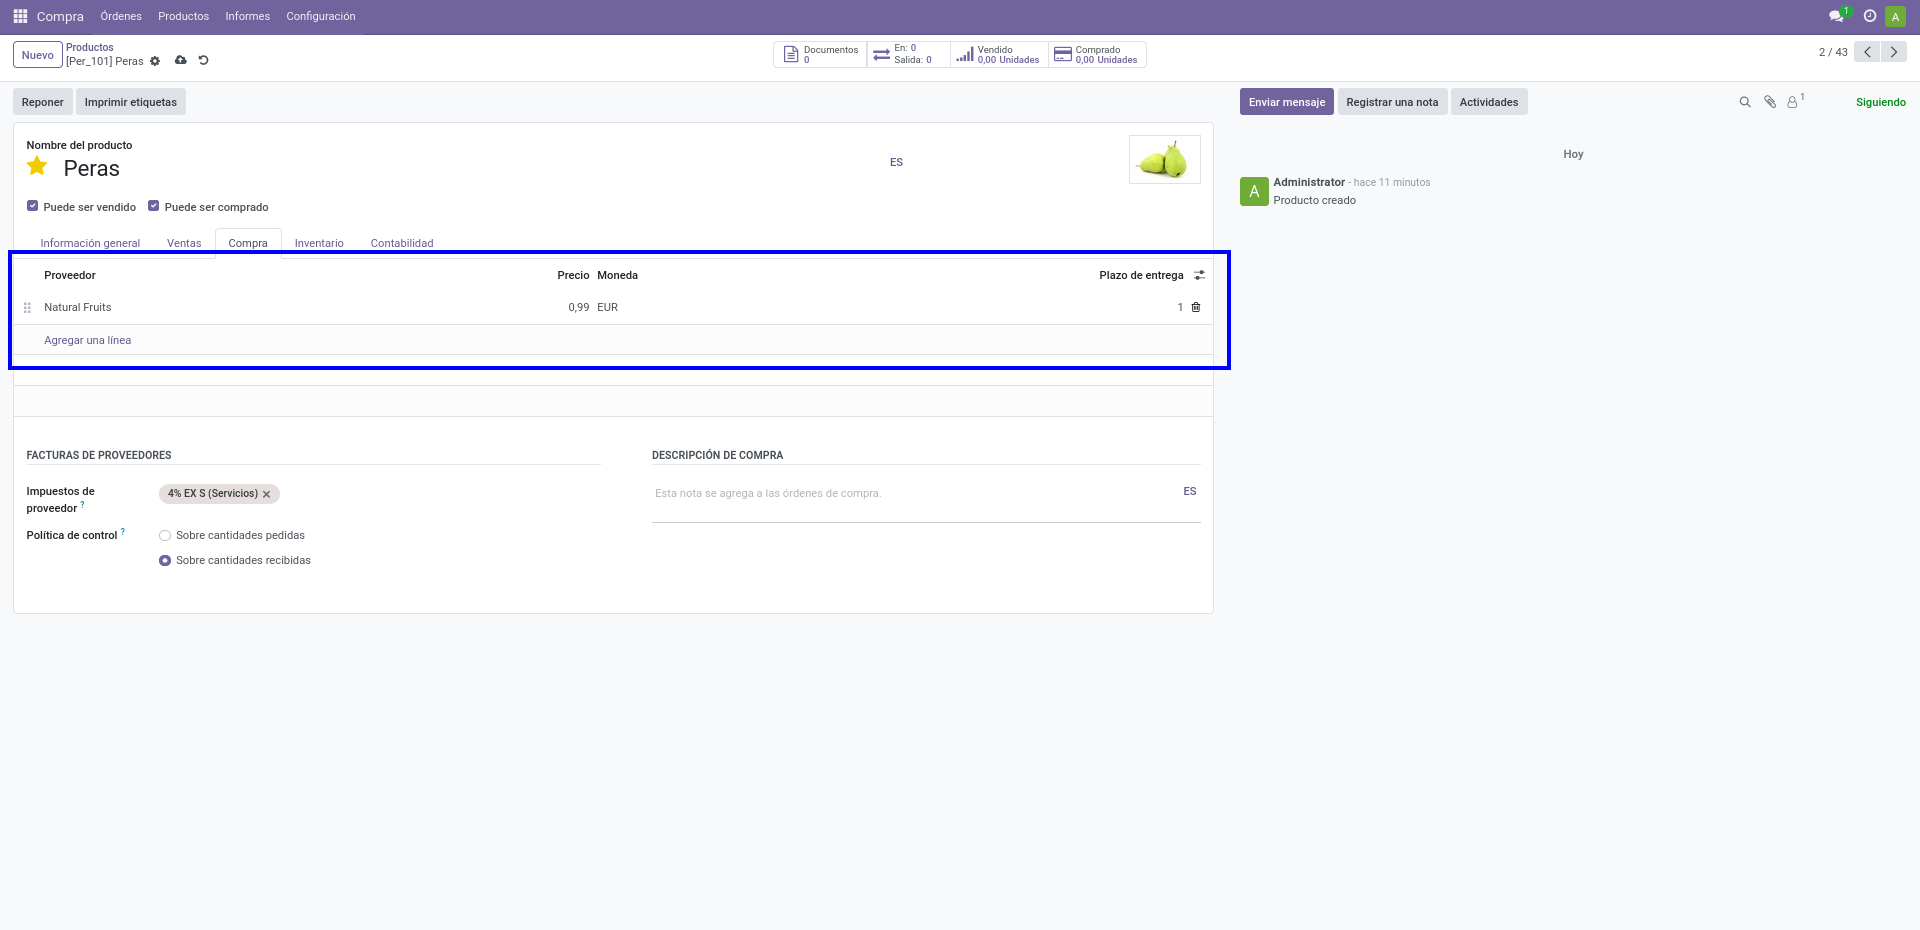 Compra Órdenes Productos Informes Configuración 1 A
Nuevo
Productos
[Per_101] Peras
Documentos
0
En: 0
Salida: 0
Vendido
0,00 Unidades
Comprado
0,00 Unidades
2 / 43
Reponer Imprimir etiquetas
Enviar mensaje Registrar una nota Actividades 1 Siguiendo
Nombre del producto
Peras ES
Puede ser vendido Puede ser comprado
Información general Ventas Compra Inventario Contabilidad
Proveedor Precio Moneda Plazo de entrega
Natural Fruits 0,99 EUR 1
Agregar una línea
FACTURAS DE PROVEEDORES
Impuestos de
proveedor ?
4% EX S (Servicios)
Política de control ?
Sobre cantidades pedidas
Sobre cantidades recibidas
DESCRIPCIÓN DE COMPRA
Esta nota se agrega a las órdenes de compra. ES
Hoy
A
Administrator - hace 11 minutos
Producto creado